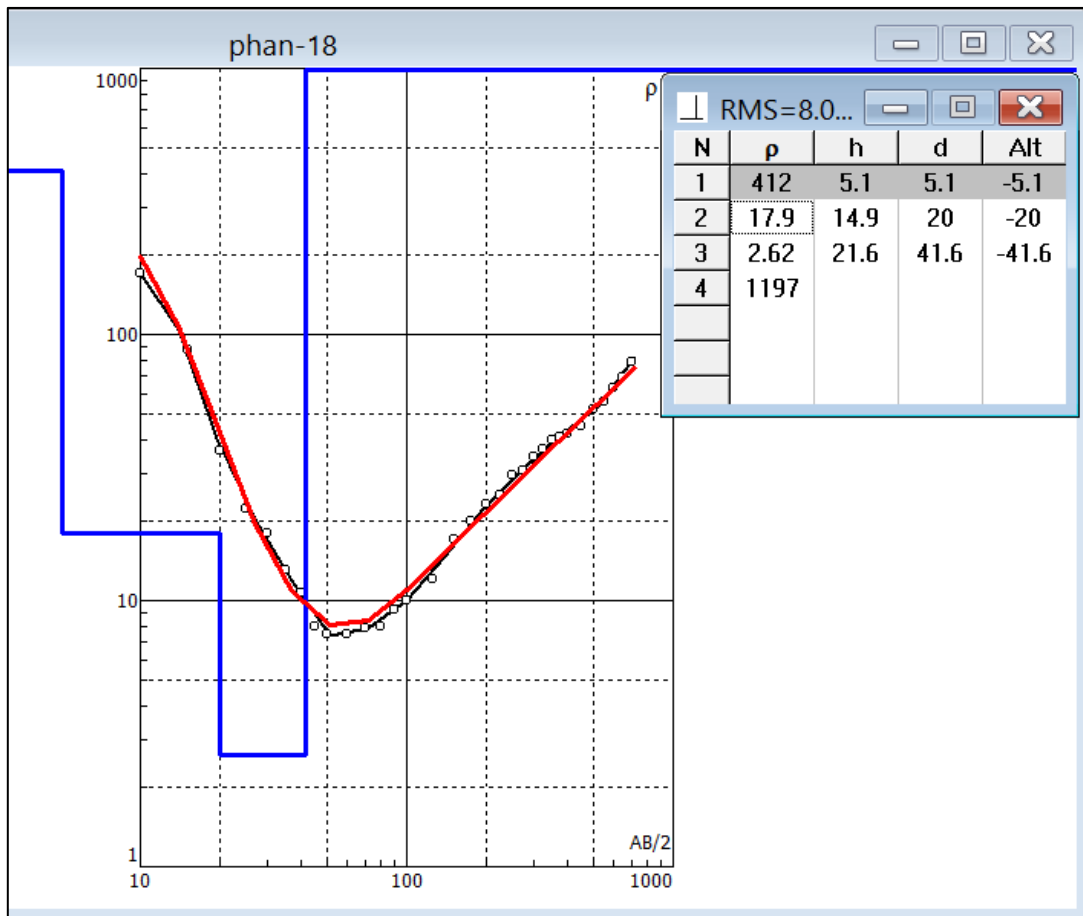 phan-18
1000
ρ
100
10
1
AB/2
10
100
1000
RMS=8.0...
N ρ h d Alt
1 412 5.1 5.1 -5.1
2 17.9 14.9 20 -20
3 2.62 21.6 41.6 -41.6
4 1197